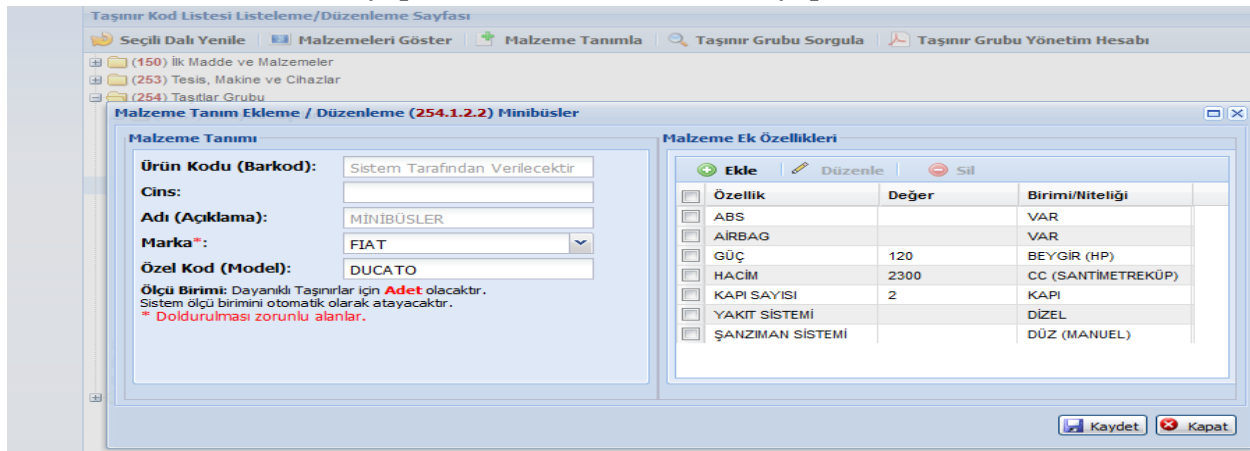 Taşınır Kod Listesi Listeleme/Düzenleme Sayfası
Seçili Dalı Yenile Malzemeleri Göster Malzeme Tanımla Taşınır Grubu Sorgula Taşınır Grubu Yönetim Hesabı
(150) İlk Madde ve Malzemeler
(253) Tesis, Makine ve Cihazlar
(254) Taşıtlar Grubu
Malzeme Tanım Ekleme / Düzenleme (254.1.2.2) Minibüsler
Malzeme Tanımı
Ürün Kodu (Barkod): Sistem Tarafından Verilecektir
Cins:
Adı (Açıklama): MİNİBÜSLER
Marka*: FIAT
Özel Kod (Model): DUCATO
Ölçü Birimi: Dayanıklı Taşınırlar için Adet olacaktır.
Sistem ölçü birimini otomatik olarak atayacaktır.
* Doldurulması zorunlu alanlar.
Malzeme Ek Özellikleri
Ekle Düzenle Sil
Özellik Değer Birimi/Niteliği
ABS VAR
AİRBAG VAR
GÜÇ 120 BEYGİR (HP)
HACİM 2300 CC (SANTİMETREKÜP)
KAPI SAYISI 2 KAPI
YAKIT SİSTEMİ DİZEL
ŞANZIMAN SİSTEMİ DÜZ (MANUEL)
Kaydet Kapat